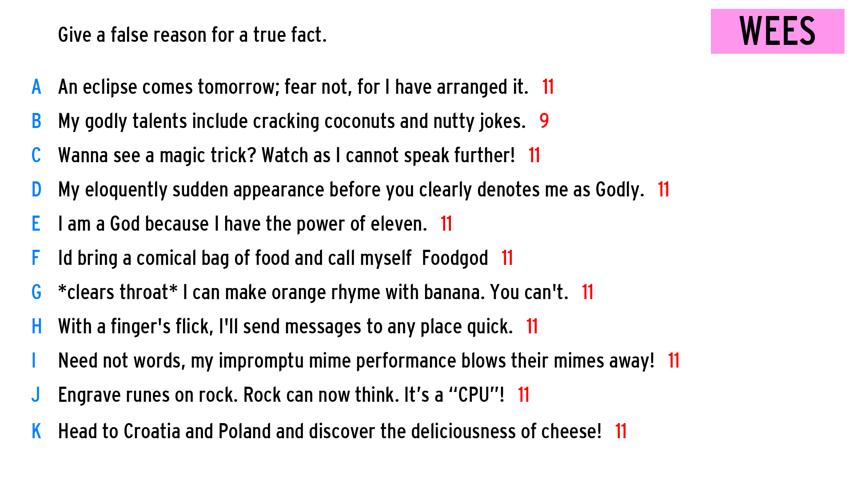 Give a false reason for a true fact.
WEES
A An eclipse comes tomorrow; fear not, for I have arranged it. 11
B My godly talents include cracking coconuts and nutty jokes. 9
C Wanna see a magic trick? Watch as I cannot speak further! 11
D My eloquently sudden appearance before you clearly denotes me as Godly. 11
E I am a God because I have the power of eleven. 11
F Id bring a comical bag of food and call myself  Foodgod 11
G *clears throat* I can make orange rhyme with banana. You can't. 11
H With a finger's flick, I'll send messages to any place quick. 11
I Need not words, my impromptu mime performance blows their mimes away! 11
J Engrave runes on rock. Rock can now think. It’s a “CPU”! 11
K Head to Croatia and Poland and discover the deliciousness of cheese! 11